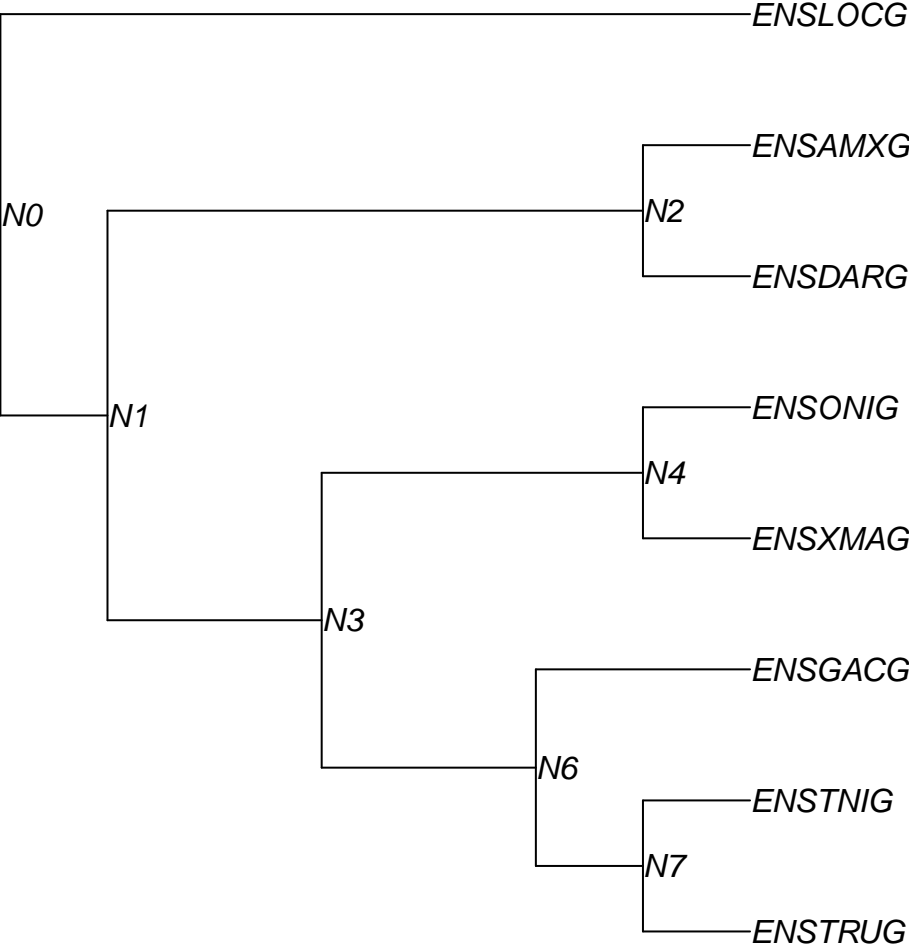 ENSLOCG
ENSAMXG
N0
N2
ENSDARG
ENSONIG
N1
N4
ENSXMAG
N3
ENSGACG
N6
ENSTNIG
N7
ENSTRUG